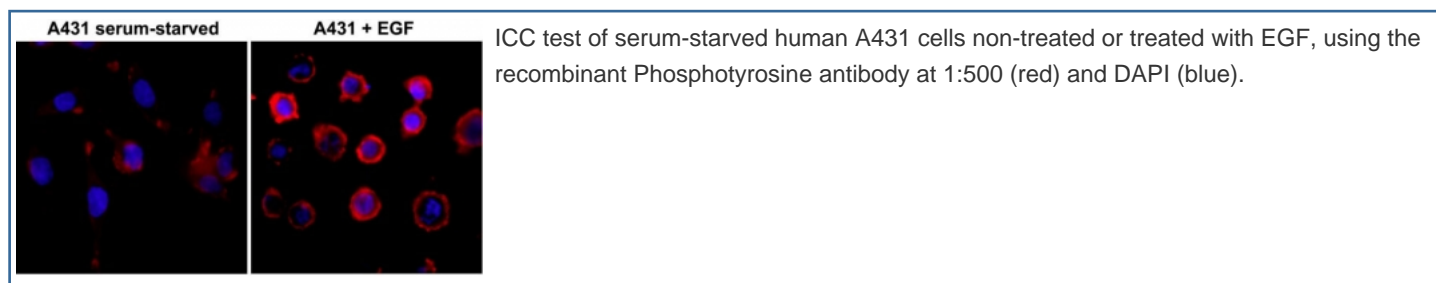 A431 serum-starved
A431 + EGF
ICC test of serum-starved human A431 cells non-treated or treated with EGF, using the
recombinant Phosphotyrosine antibody at 1:500 (red) and DAPI (blue).